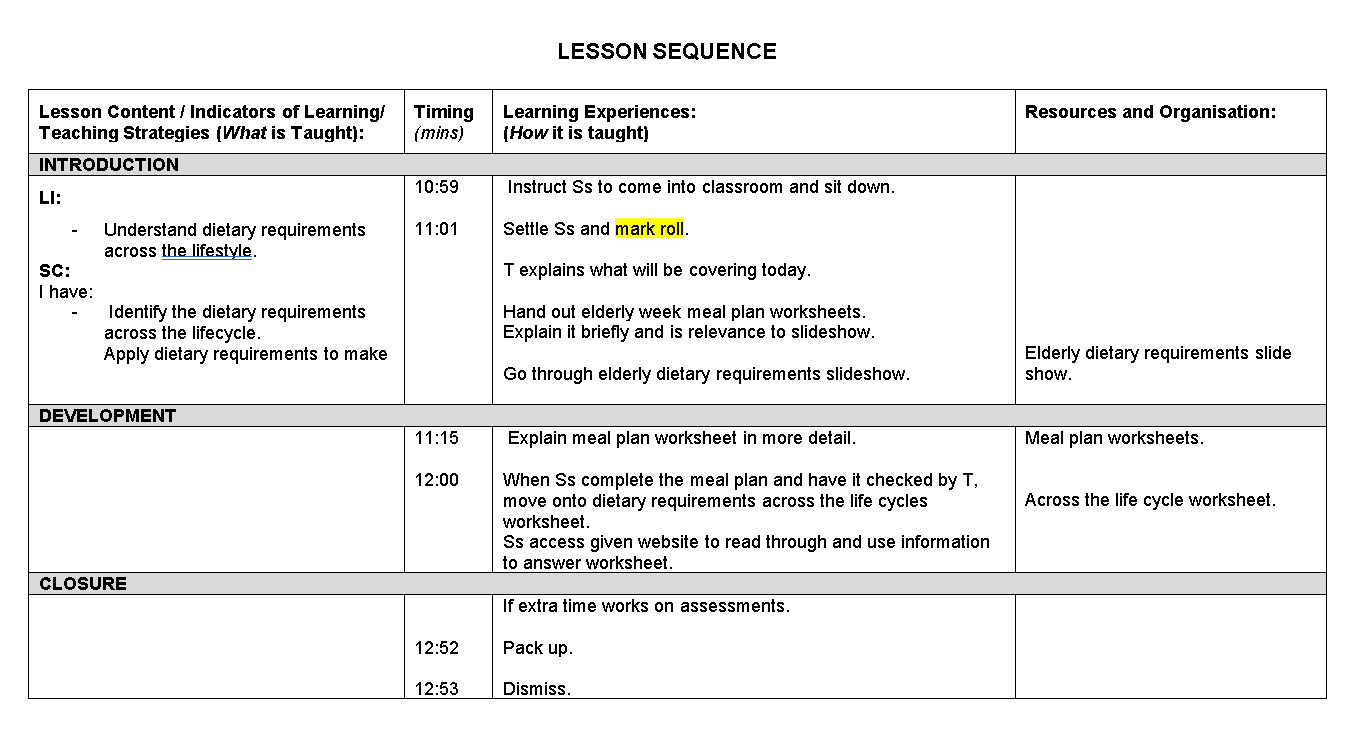 LESSON SEQUENCE
Lesson Content / Indicators of Learning/
Teaching Strategies (What is Taught):
Timing
(mins)
Learning Experiences:
(How it is taught)
Resources and Organisation:
INTRODUCTION
LI:
- Understand dietary requirements
across the lifestyle.
SC:
I have:
- Identify the dietary requirements
across the lifecycle.
Apply dietary requirements to make
10:59
11:01
Instruct Ss to come into classroom and sit down.
Settle Ss and mark roll.
T explains what will be covering today.
Hand out elderly week meal plan worksheets.
Explain it briefly and is relevance to slideshow.
Go through elderly dietary requirements slideshow.
Elderly dietary requirements slide
show.
DEVELOPMENT
11:15
12:00
Explain meal plan worksheet in more detail.
When Ss complete the meal plan and have it checked by T,
move onto dietary requirements across the life cycles
worksheet.
Ss access given website to read through and use information
to answer worksheet.
Meal plan worksheets.
Across the life cycle worksheet.
CLOSURE
12:52
12:53
If extra time works on assessments.
Pack up.
Dismiss.